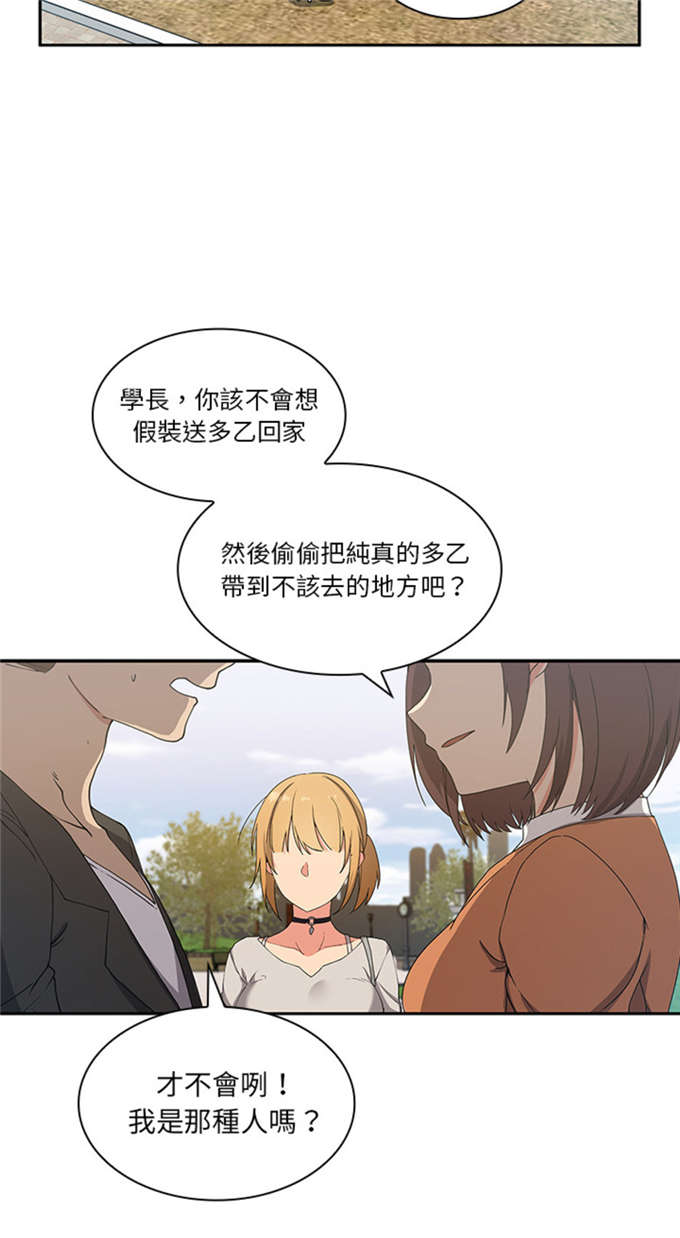 學長，你該不會想
假裝送多乙回家
然後偷偷把純真的多乙
帶到不該去的地方吧？
才不會咧！
我是那種人嗎？